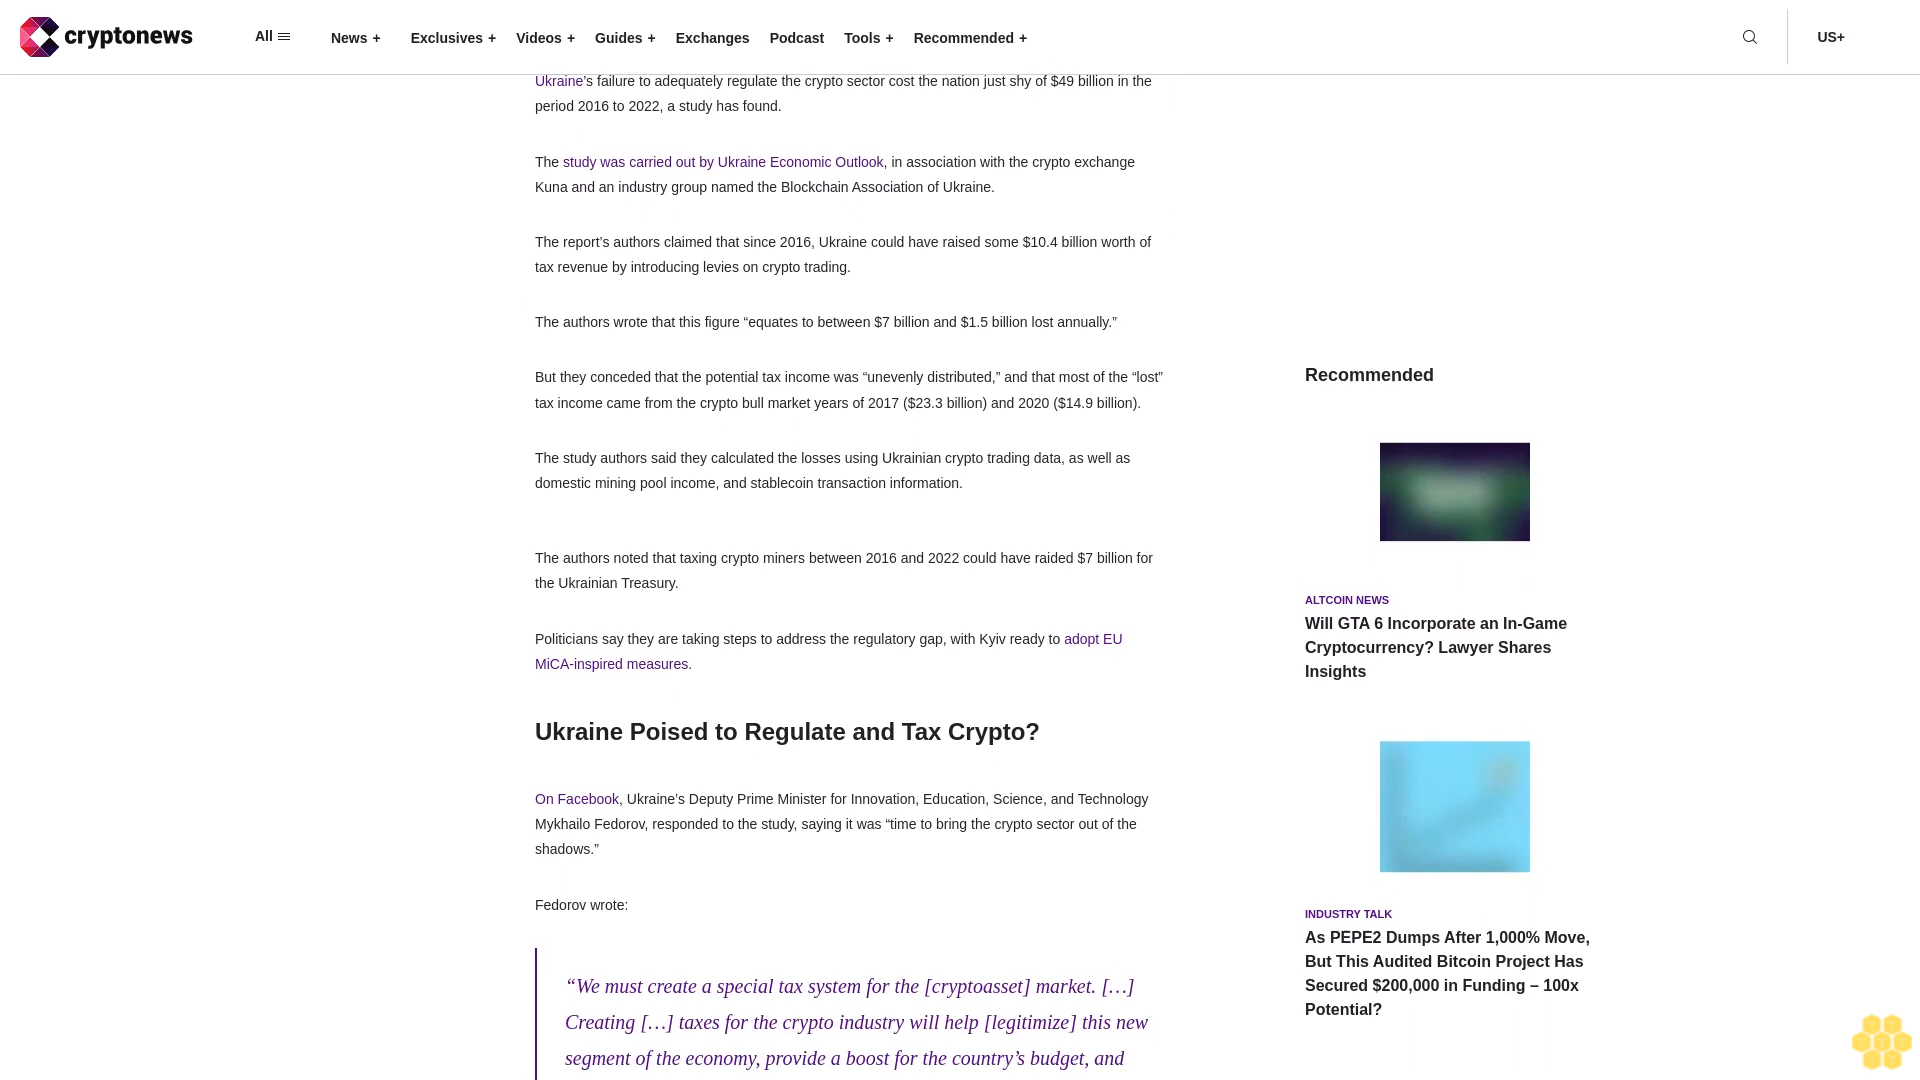 cryptonews
All
News +
Exclusives +
Videos +
Guides +
Exchanges
Podcast
Tools +
Recommended +
US+
Ukraine’s failure to adequately regulate the crypto sector cost the nation just shy of $49 billion in the
period 2016 to 2022, a study has found.
The study was carried out by Ukraine Economic Outlook, in association with the crypto exchange
Kuna and an industry group named the Blockchain Association of Ukraine.
The report’s authors claimed that since 2016, Ukraine could have raised some $10.4 billion worth of
tax revenue by introducing levies on crypto trading.
The authors wrote that this figure “equates to between $7 billion and $1.5 billion lost annually.”
But they conceded that the potential tax income was “unevenly distributed,” and that most of the “lost”
tax income came from the crypto bull market years of 2017 ($23.3 billion) and 2020 ($14.9 billion).
The study authors said they calculated the losses using Ukrainian crypto trading data, as well as
domestic mining pool income, and stablecoin transaction information.
The authors noted that taxing crypto miners between 2016 and 2022 could have raided $7 billion for
the Ukrainian Treasury.
Politicians say they are taking steps to address the regulatory gap, with Kyiv ready to adopt EU
MiCA-inspired measures.
Ukraine Poised to Regulate and Tax Crypto?
On Facebook, Ukraine’s Deputy Prime Minister for Innovation, Education, Science, and Technology
Mykhailo Fedorov, responded to the study, saying it was “time to bring the crypto sector out of the
shadows.”
Fedorov wrote:
“We must create a special tax system for the [cryptoasset] market. […]
Creating […] taxes for the crypto industry will help [legitimize] this new
segment of the economy, provide a boost for the country’s budget, and
Recommended
ALTCOIN NEWS
Will GTA 6 Incorporate an In-Game
Cryptocurrency? Lawyer Shares
Insights
INDUSTRY TALK
As PEPE2 Dumps After 1,000% Move,
But This Audited Bitcoin Project Has
Secured $200,000 in Funding – 100x
Potential?